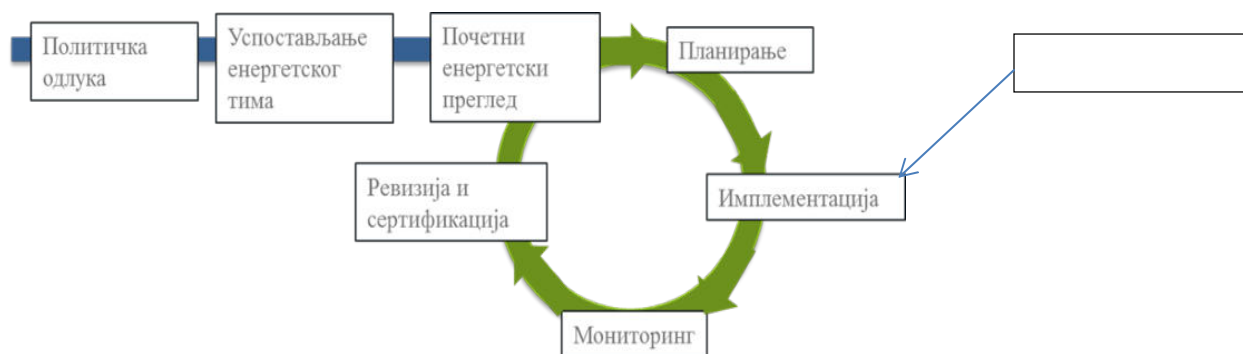 Политичка
одлука
Успостављање
енергетског
тима
Почетни
енергетски
преглед
Планирање
Имплементација
Мониторинг
Ревизија и
сертификација